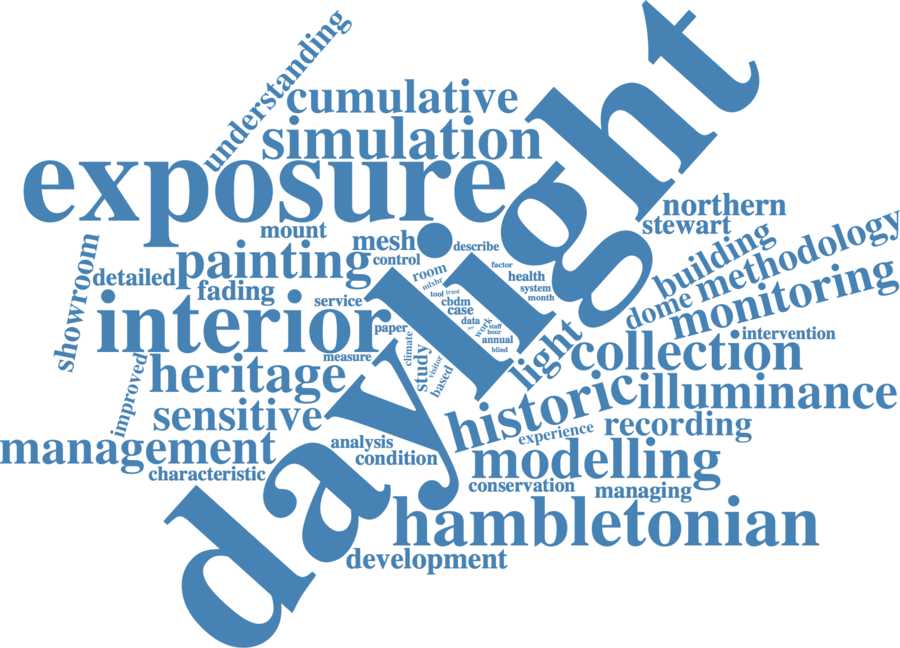 understanding
cumulative
simulation
exposure
daylight
northern
stewart
mount
mesh
describe
painting
control
room
factor
building
methodology
showroom
detailed
fading
mlxhr
health
system
month
dome
monitoring
interior
service
tool
trust
cbdm
case
data
paper
work
staff
hour
annual
blind
light
intervention
collection
measure
climate
study
visitor
based
heritage
improved
historic
illuminance
sensitive
experience
recording
management
analysis
condition
modelling
characteristic
conservation
managing
hambletonian
development